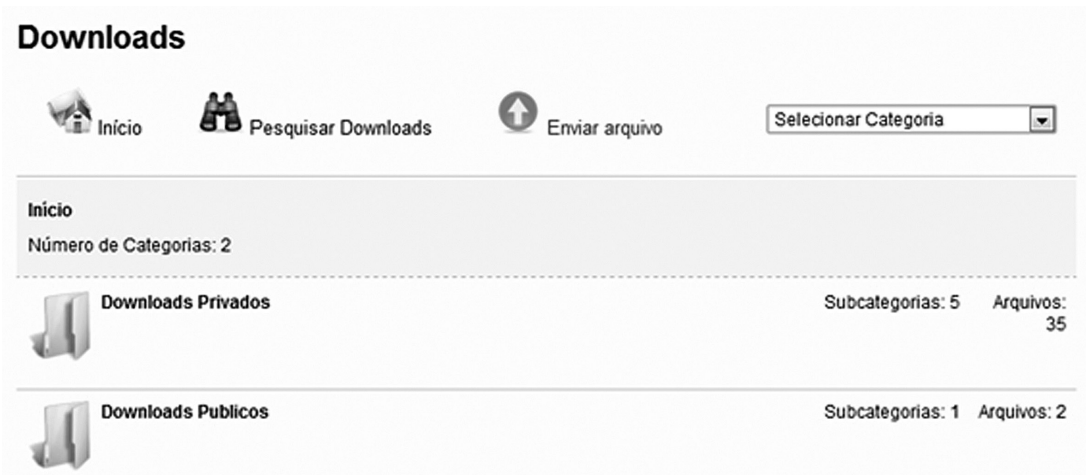 Downloads
Início Pesquisar Downloads Enviar arquivo Selecionar Categoria
Início
Número de Categorias: 2
Downloads Privados Subcategorias: 5 Arquivos: 35
Downloads Publicos Subcategorias: 1 Arquivos: 2